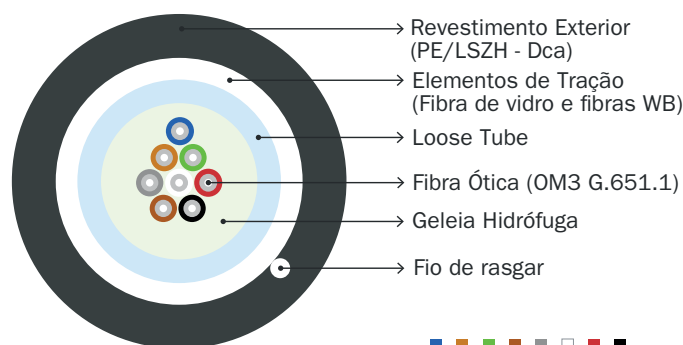 Revestimento Exterior
(PE/LSZH - Dca)
Elementos de Tração
(Fibra de vidro e fibras WB)
Loose Tube
Fibra Ótica (OM3 G.651.1)
Geleia Hidrófuga
Fio de rasgar